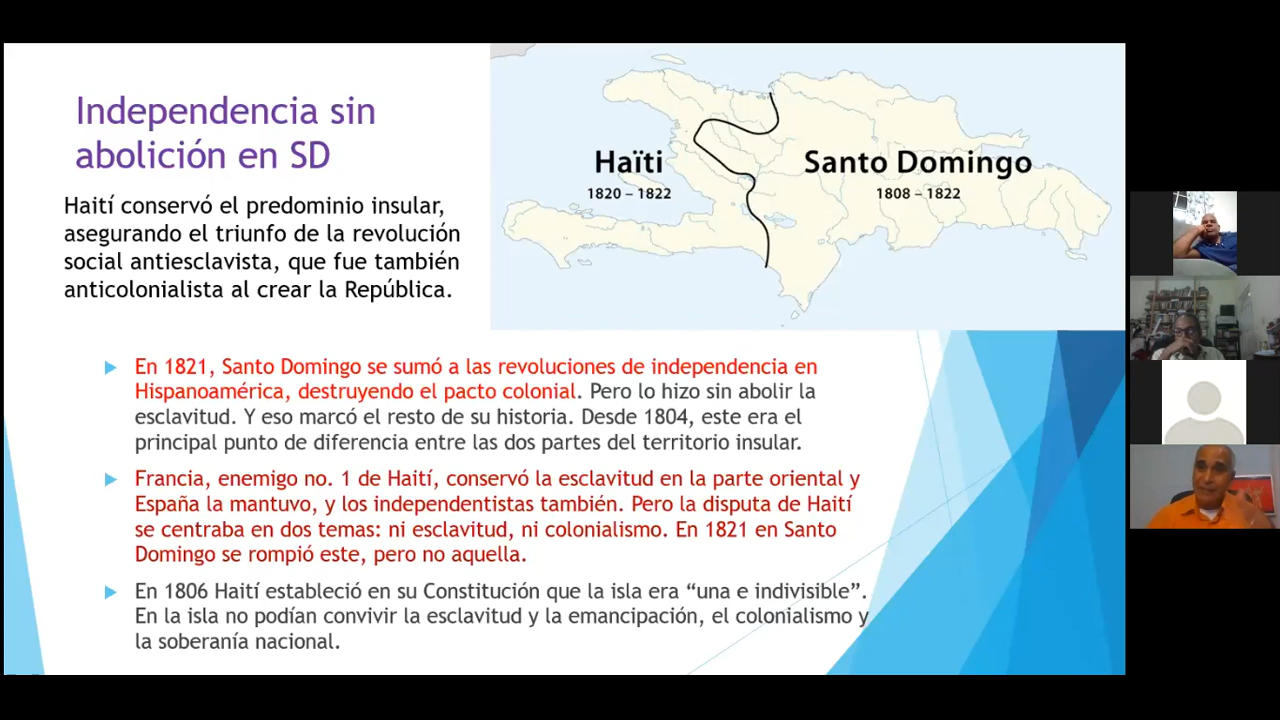 Independencia sin
abolición en SD
Haití conservó el predominio insular,
asegurando el triunfo de la revolución
social antiesclavista, que fue también
anticolonialista al crear la República.
Haïti
1820 – 1822
Santo Domingo
1808 – 1822
En 1821, Santo Domingo se sumó a las revoluciones de independencia en
Hispanoamérica, destruyendo el pacto colonial. Pero lo hizo sin abolir la
esclavitud. Y eso marcó el resto de su historia. Desde 1804, este era el
principal punto de diferencia entre las dos partes del territorio insular.
Francia, enemigo no. 1 de Haití, conservó la esclavitud en la parte oriental y
España la mantuvo, y los independentistas también. Pero la disputa de Haití
se centraba en dos temas: ni esclavitud, ni colonialismo. En 1821 en Santo
Domingo se rompió este, pero no aquella.
En 1806 Haití estableció en su Constitución que la isla era “una e indivisible”.
En la isla no podían convivir la esclavitud y la emancipación, el colonialismo y
la soberanía nacional.